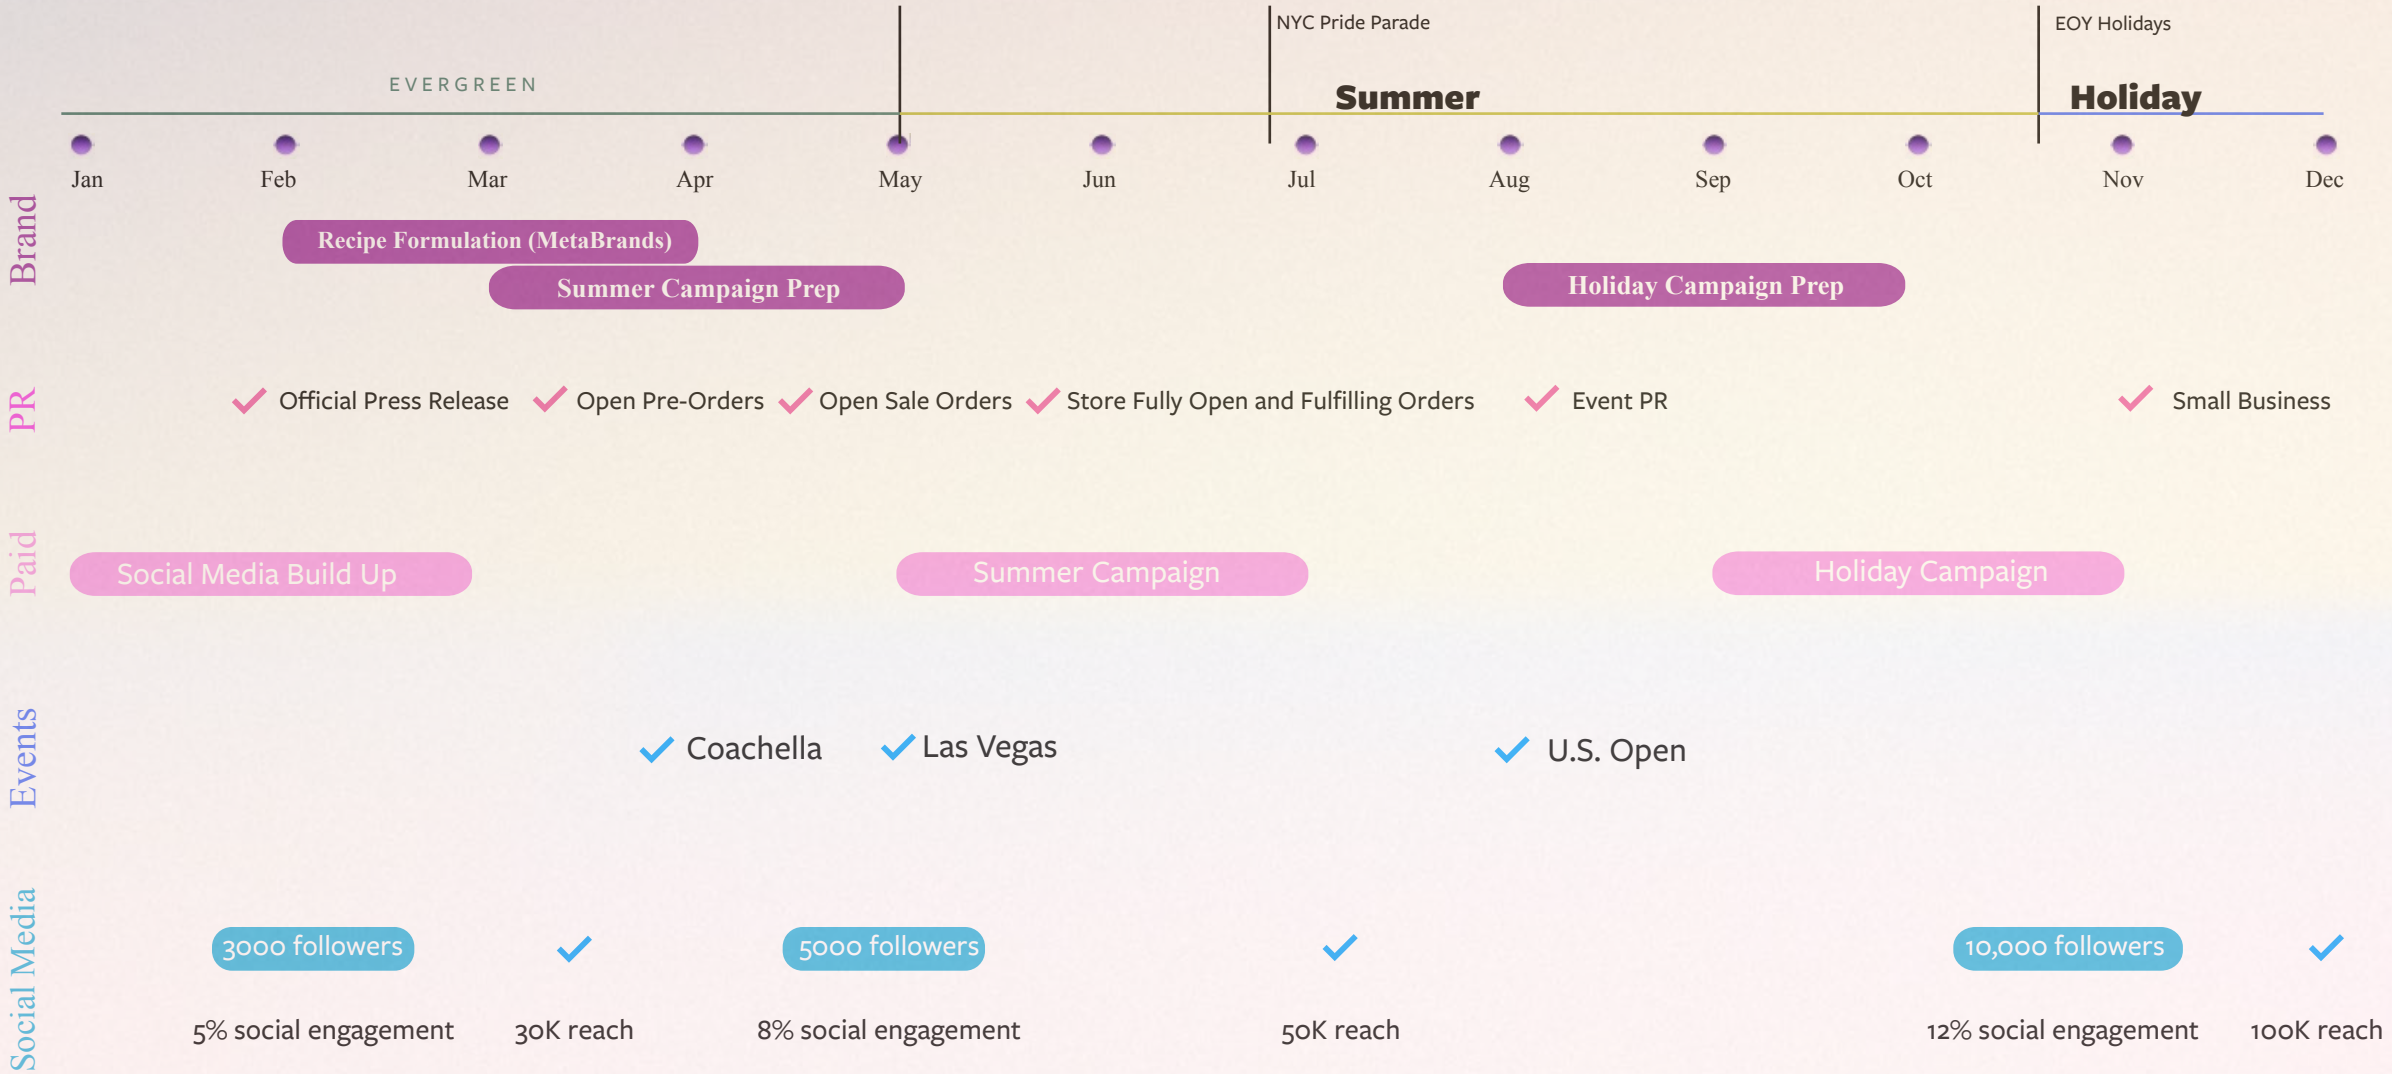 NYC Pride Parade
EOY Holidays
EVERGREEN
Summer
Holiday
Jan
Feb
Mar
Apr
May
Jun
Jul
Aug
Sep
Oct
Nov
Dec
Brand
Recipe Formulation (MetaBrands)
Summer Campaign Prep
Holiday Campaign Prep
PR
Official Press Release
Open Pre-Orders
Open Sale Orders
Store Fully Open and Fulfilling Orders
Event PR
Small Business
Paid
Social Media Build Up
Summer Campaign
Holiday Campaign
Events
Coachella
Las Vegas
U.S. Open
Social Media
3000 followers
5000 followers
10,000 followers
5% social engagement
30K reach
8% social engagement
50K reach
12% social engagement
100K reach